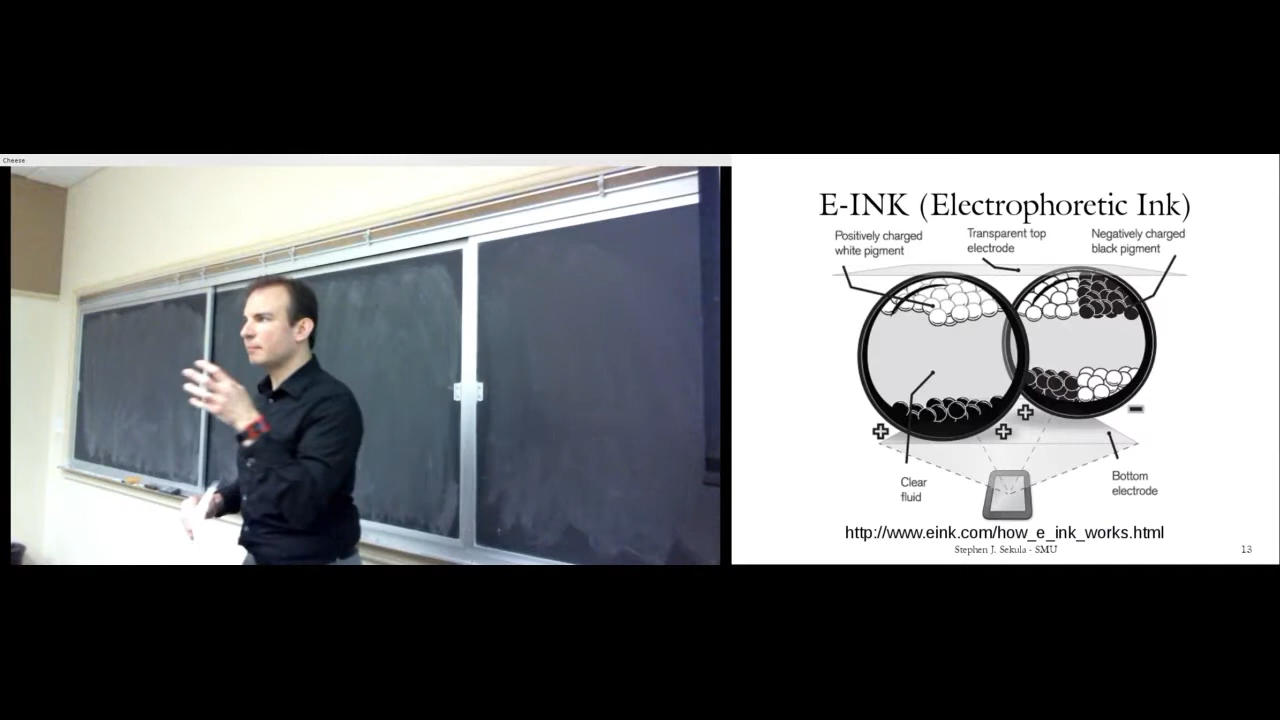 Cheese
E-INK (Electrophoretic Ink)
Positively charged
white pigment
Transparent top
electrode
Negatively charged
black pigment
Clear
fluid
Bottom
electrode
http://www.eink.com/how_e_ink_works.html
Stephen J. Sekula - SMU
13